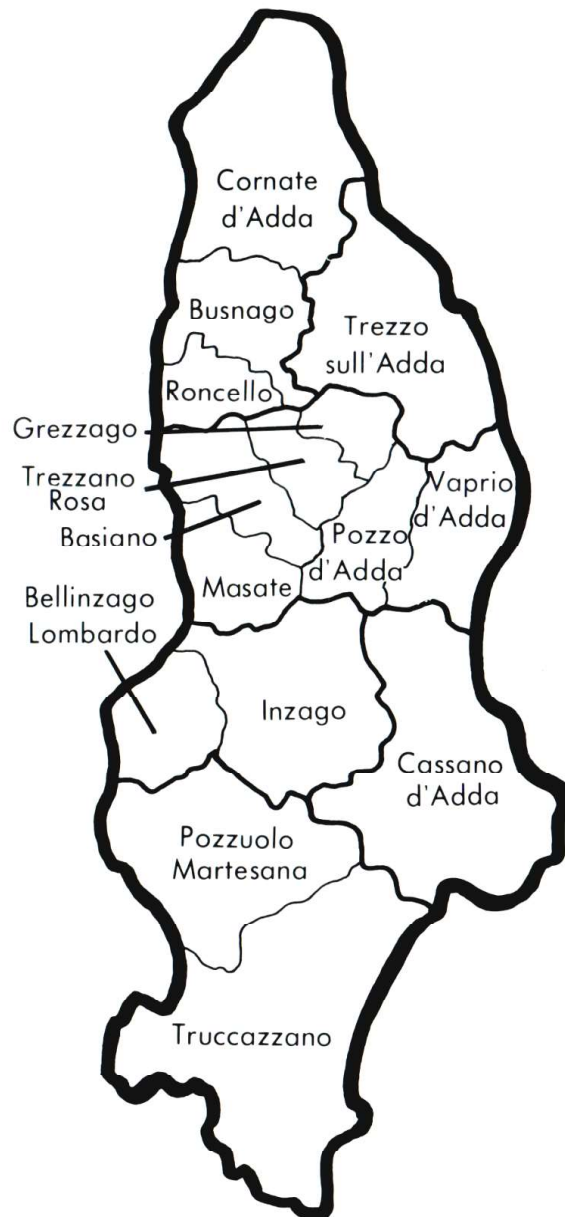 Cornate
d'Adda
Busnago
Trezzo
sull'Adda
Roncello
Grezzago
Trezzano
Rosa
Basiano
Vaprio
d'Adda
Pozzo
d'Adda
Masate
Bellinzago
Lombardo
Inzago
Cassano
d'Adda
Pozzuolo
Martesana
Truccazzano